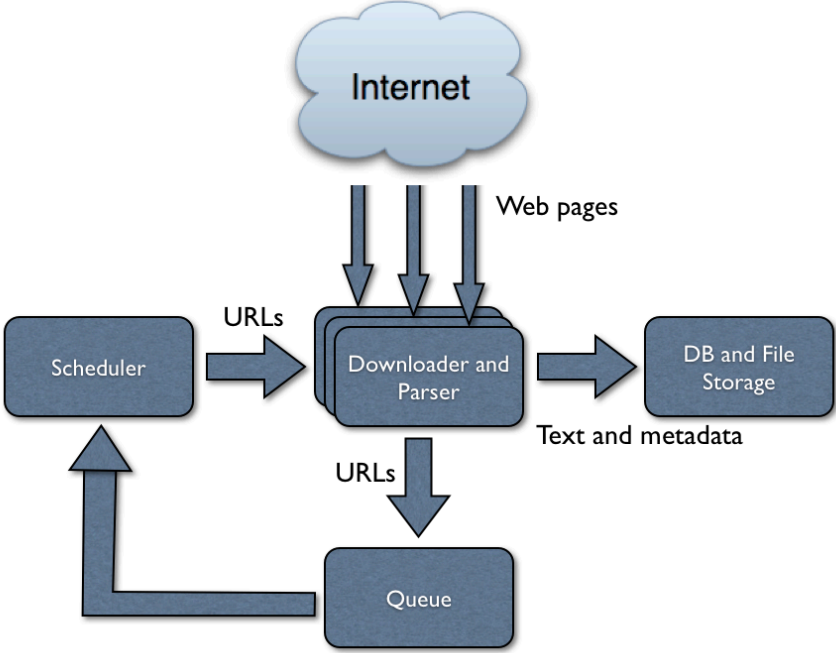 Internet
Web pages
URLs
Scheduler
Downloader and
Parser
DB and File
Storage
Text and metadata
URLs
Queue